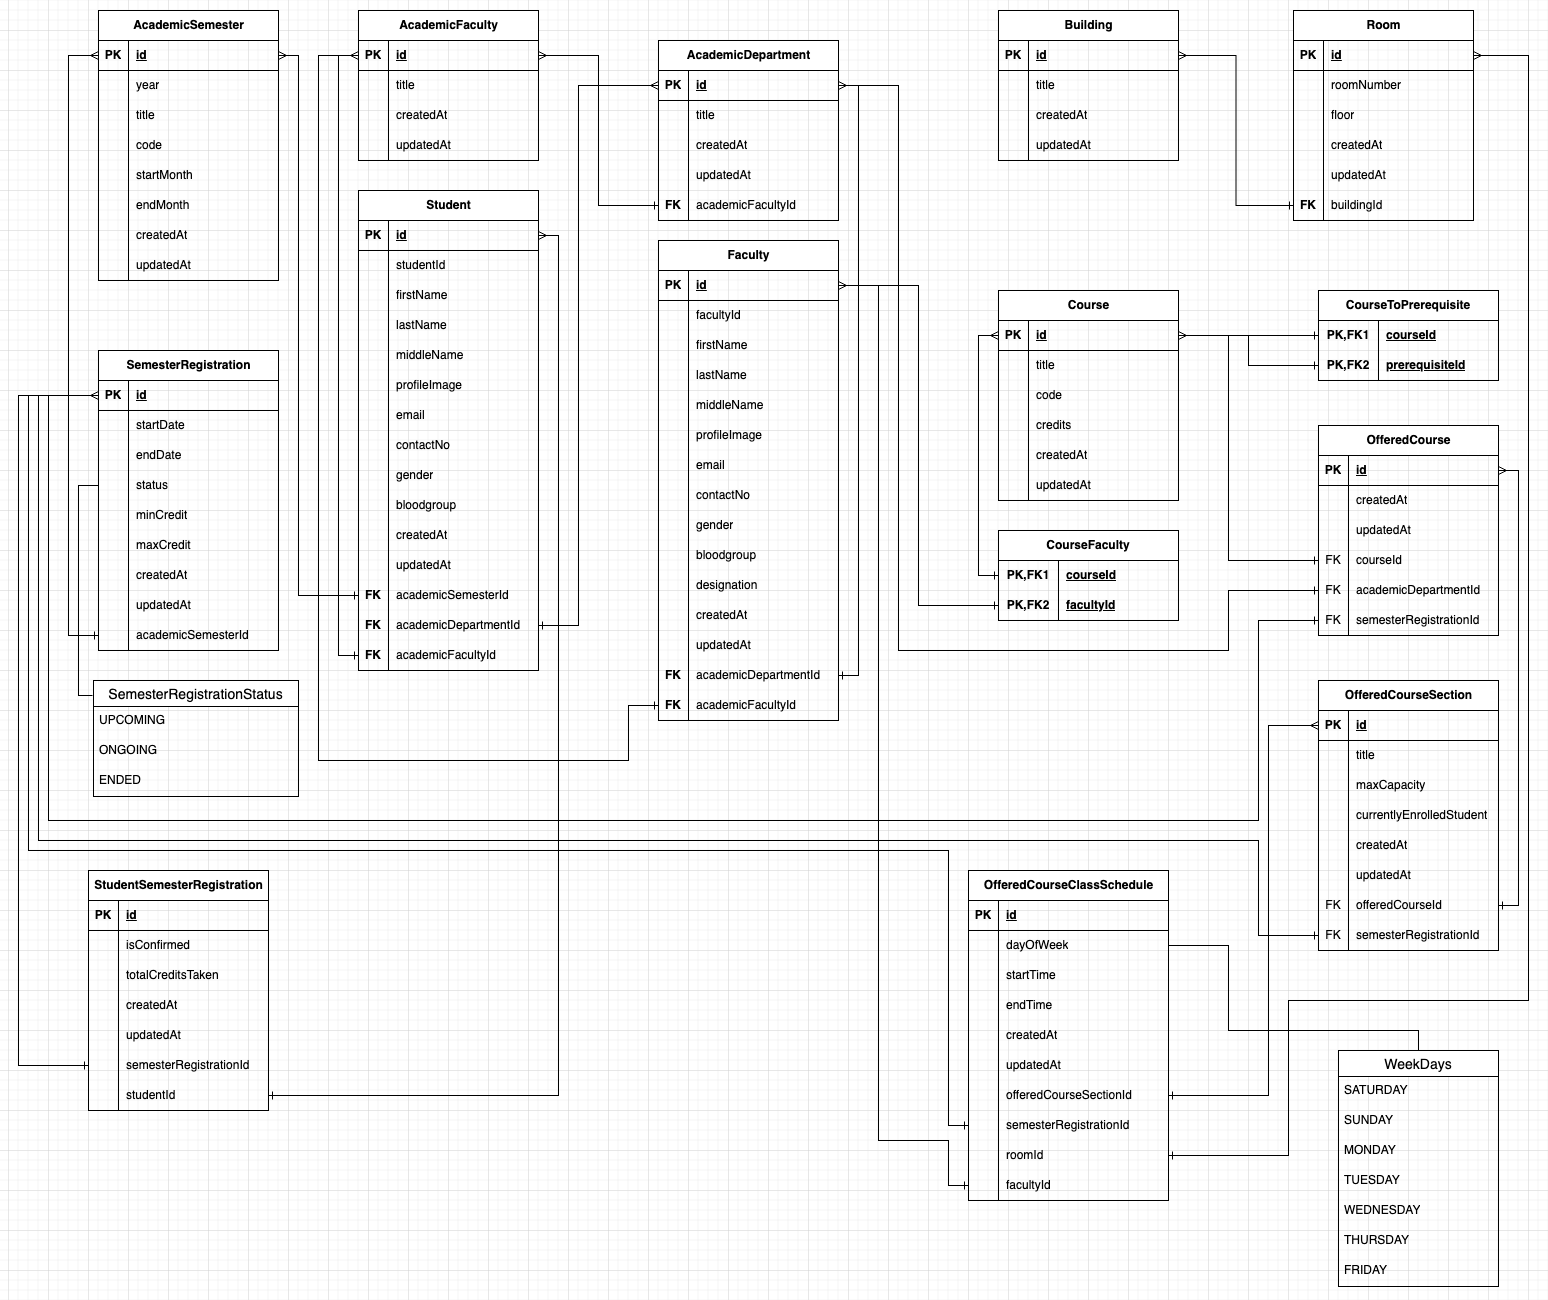 AcademicSemester
PK id
year
title
code
startMonth
endMonth
createdAt
updatedAt
AcademicFaculty
PK id
title
createdAt
updatedAt
AcademicDepartment
PK id
title
createdAt
updatedAt
FK academicFacultyId
Building
PK id
title
createdAt
updatedAt
Room
PK id
roomNumber
floor
createdAt
updatedAt
FK buildingId
Student
PK id
studentId
firstName
lastName
middleName
profileImage
email
contactNo
gender
bloodgroup
createdAt
updatedAt
FK academicSemesterId
FK academicDepartmentId
FK academicFacultyId
Faculty
PK id
facultyId
firstName
lastName
middleName
profileImage
email
contactNo
gender
bloodgroup
designation
createdAt
updatedAt
FK academicDepartmentId
FK academicFacultyId
Course
PK id
title
code
credits
createdAt
updatedAt
CourseToPrerequisite
PK,FK1 courseId
PK,FK2 prerequisiteId
SemesterRegistration
PK id
startDate
endDate
status
minCredit
maxCredit
createdAt
updatedAt
academicSemesterId
OfferedCourse
PK id
createdAt
updatedAt
FK courseId
FK academicDepartmentId
FK semesterRegistrationId
CourseFaculty
PK,FK1 courseId
PK,FK2 facultyId
SemesterRegistrationStatus
UPCOMING
ONGOING
ENDED
OfferedCourseSection
PK id
title
maxCapacity
currentlyEnrolledStudent
createdAt
updatedAt
FK offeredCourseId
FK semesterRegistrationId
StudentSemesterRegistration
PK id
isConfirmed
totalCreditsTaken
createdAt
updatedAt
semesterRegistrationId
studentId
OfferedCourseClassSchedule
PK id
dayOfWeek
startTime
endTime
createdAt
updatedAt
offeredCourseSectionId
semesterRegistrationId
roomId
facultyId
WeekDays
SATURDAY
SUNDAY
MONDAY
TUESDAY
WEDNESDAY
THURSDAY
FRIDAY